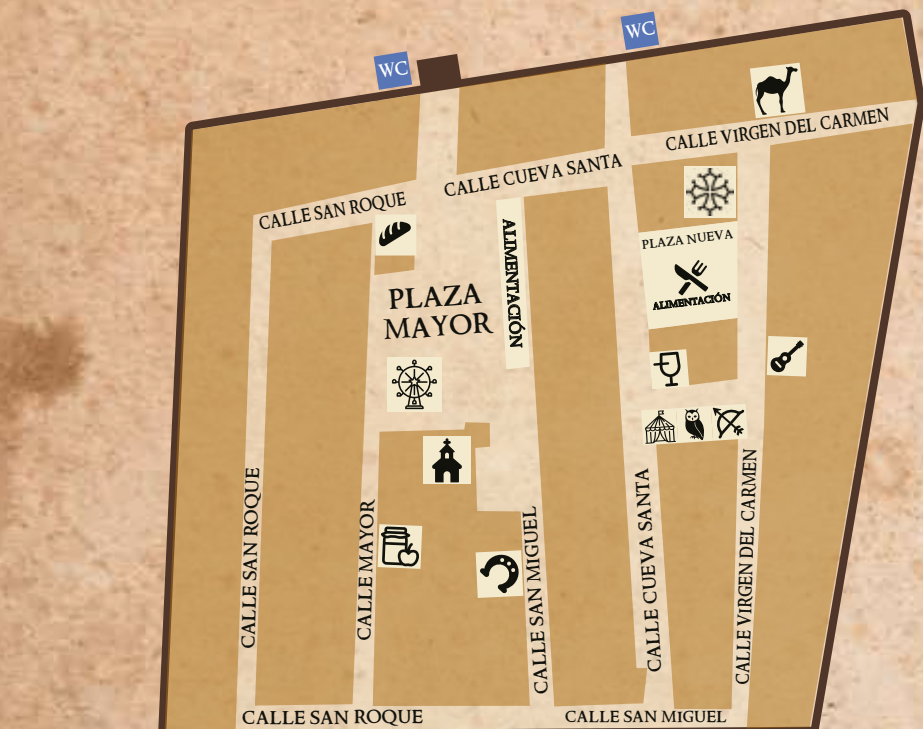 WC
WC
CALLE VIRGEN DEL CARMEN
CALLE CUEVA SANTA
CALLE SAN ROQUE
ALIMENTACIÓN
PLAZA NUEVA
ALIMENTACIÓN
PLAZA
MAYOR
CALLE SAN ROQUE
CALLE MAYOR
CALLE SAN MIGUEL
CALLE CUEVA SANTA
CALLE VIRGEN DEL CARMEN
CALLE SAN ROQUE
CALLE SAN MIGUEL